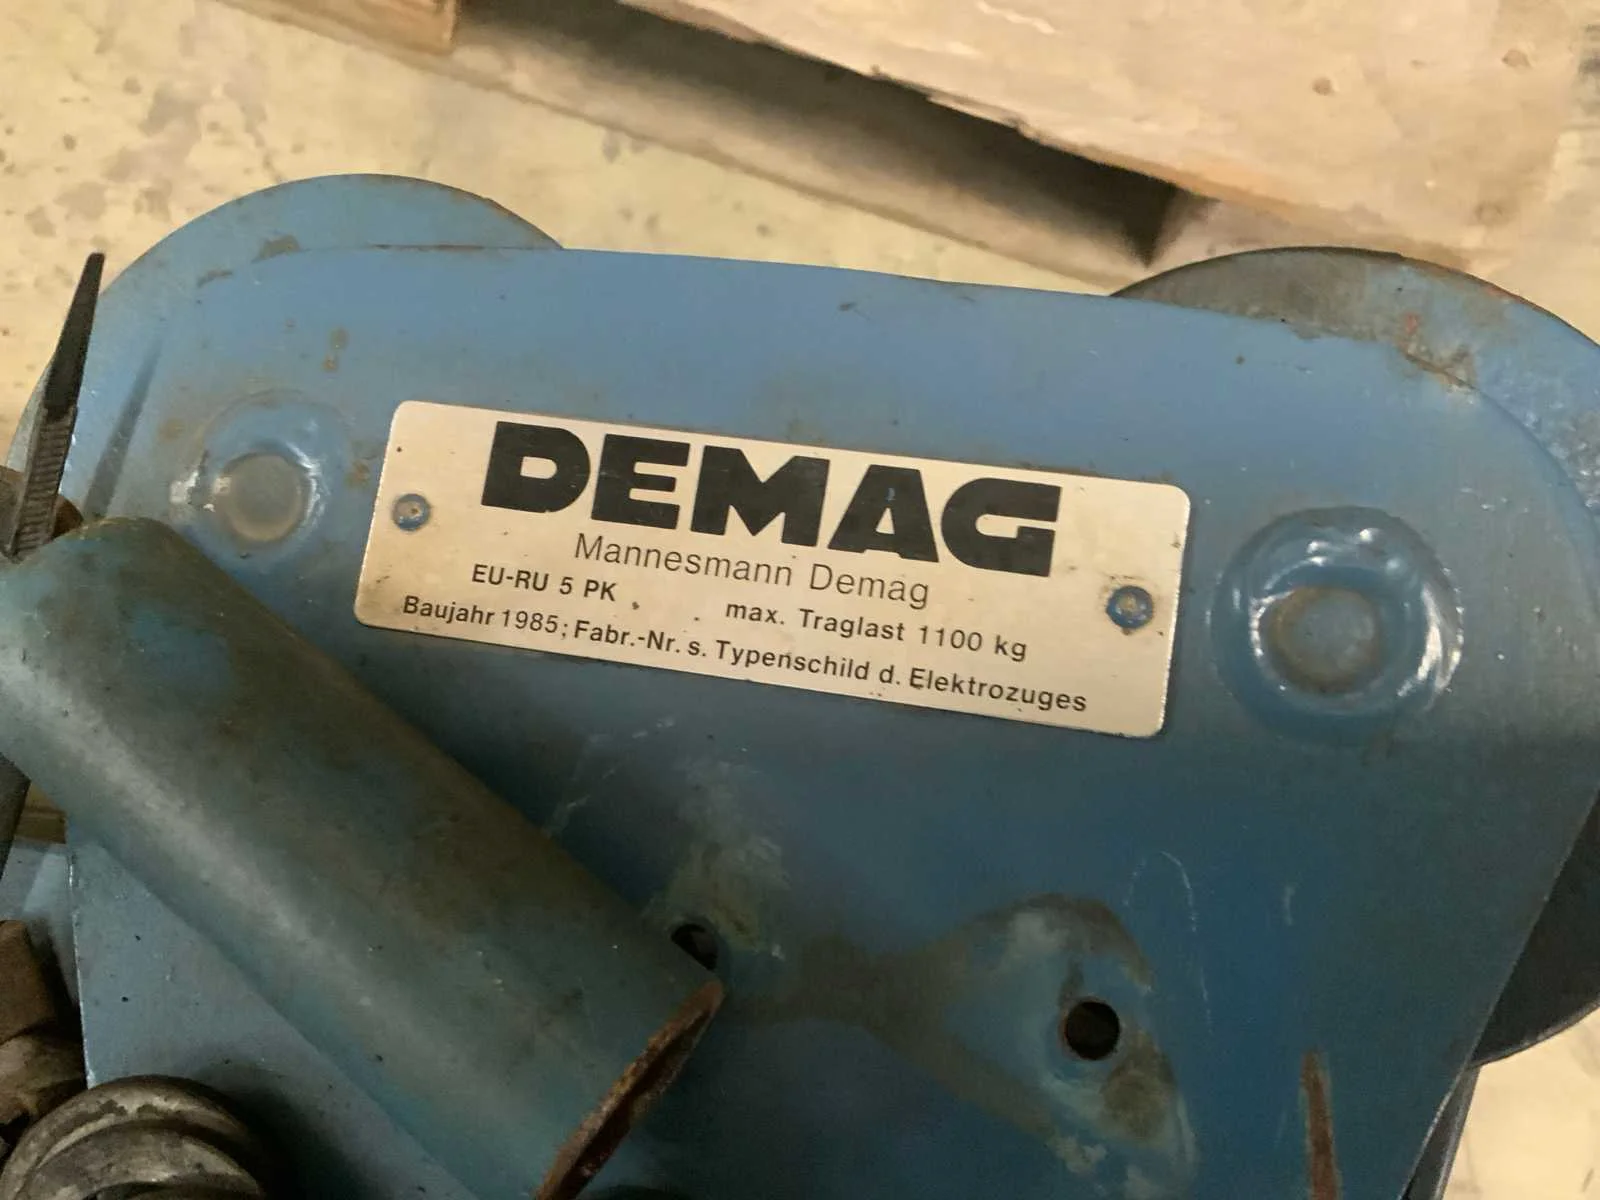 DEMAG
Mannesmann Demag
EU-RU 5 PK max. Traglast 1100 kg
Baujahr 1985; Fabr.-Nr. s. Typenschild d. Elektrozuges